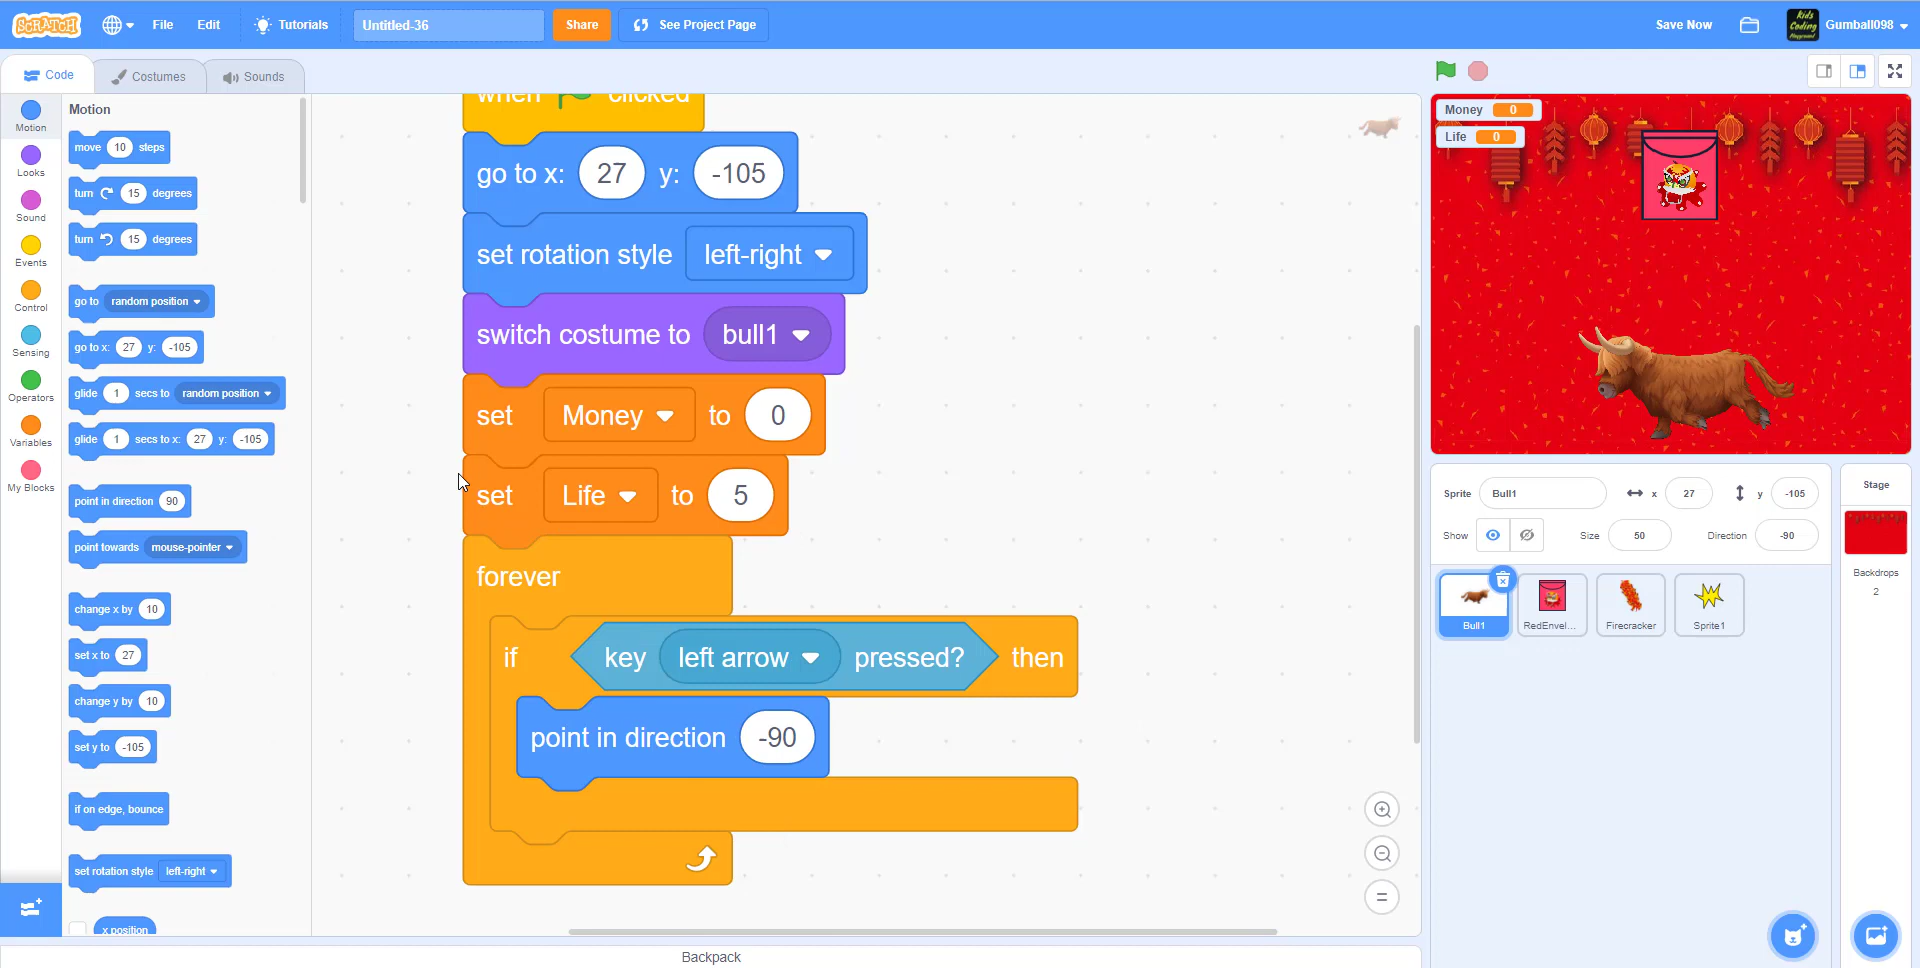 SCRATCH File Edit Tutorials Untitled-36 Share See Project Page Save Now Kids Coding Playground Gumball098
Code Costumes Sounds
Motion
Looks
Sound
Events
Control
Sensing
Operators
Variables
My Blocks
Motion
move 10 steps
turn 15 degrees
turn 15 degrees
go to random position
go to x: 27 y: -105
glide 1 secs to random position
glide 1 secs to x: 27 y: -105
point in direction 90
point towards mouse-pointer
change x by 10
set x to 27
change y by 10
set y to -105
if on edge, bounce
set rotation style left-right
x position
when clicked
go to x: 27 y: -105
set rotation style left-right
switch costume to bull1
set Money to 0
set Life to 5
forever
if key left arrow pressed? then
point in direction -90
=
Backpack
Money 0
Life 0
Sprite Bull1 x 27 y -105
Show Size 50 Direction -90
Bull1 RedEnvel... Firecracker Sprite1
Stage
Backdrops
2